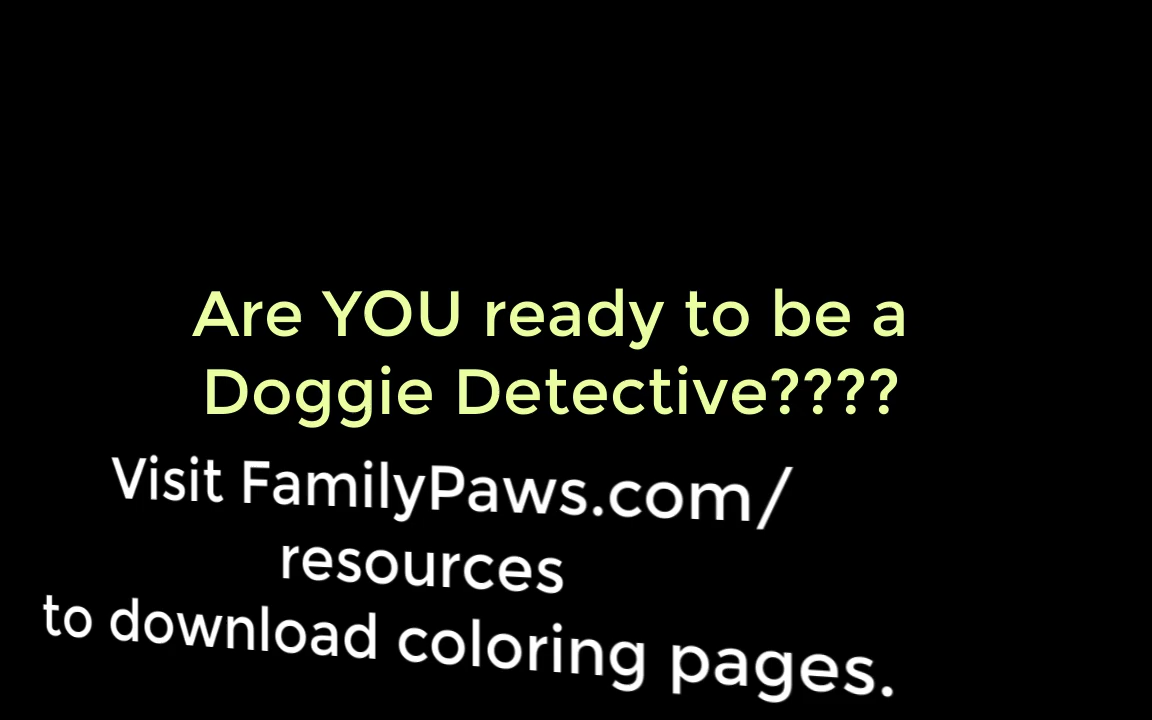 Are YOU ready to be a
Doggie Detective????
Visit FamilyPaws.com/
resources
to download coloring pages.